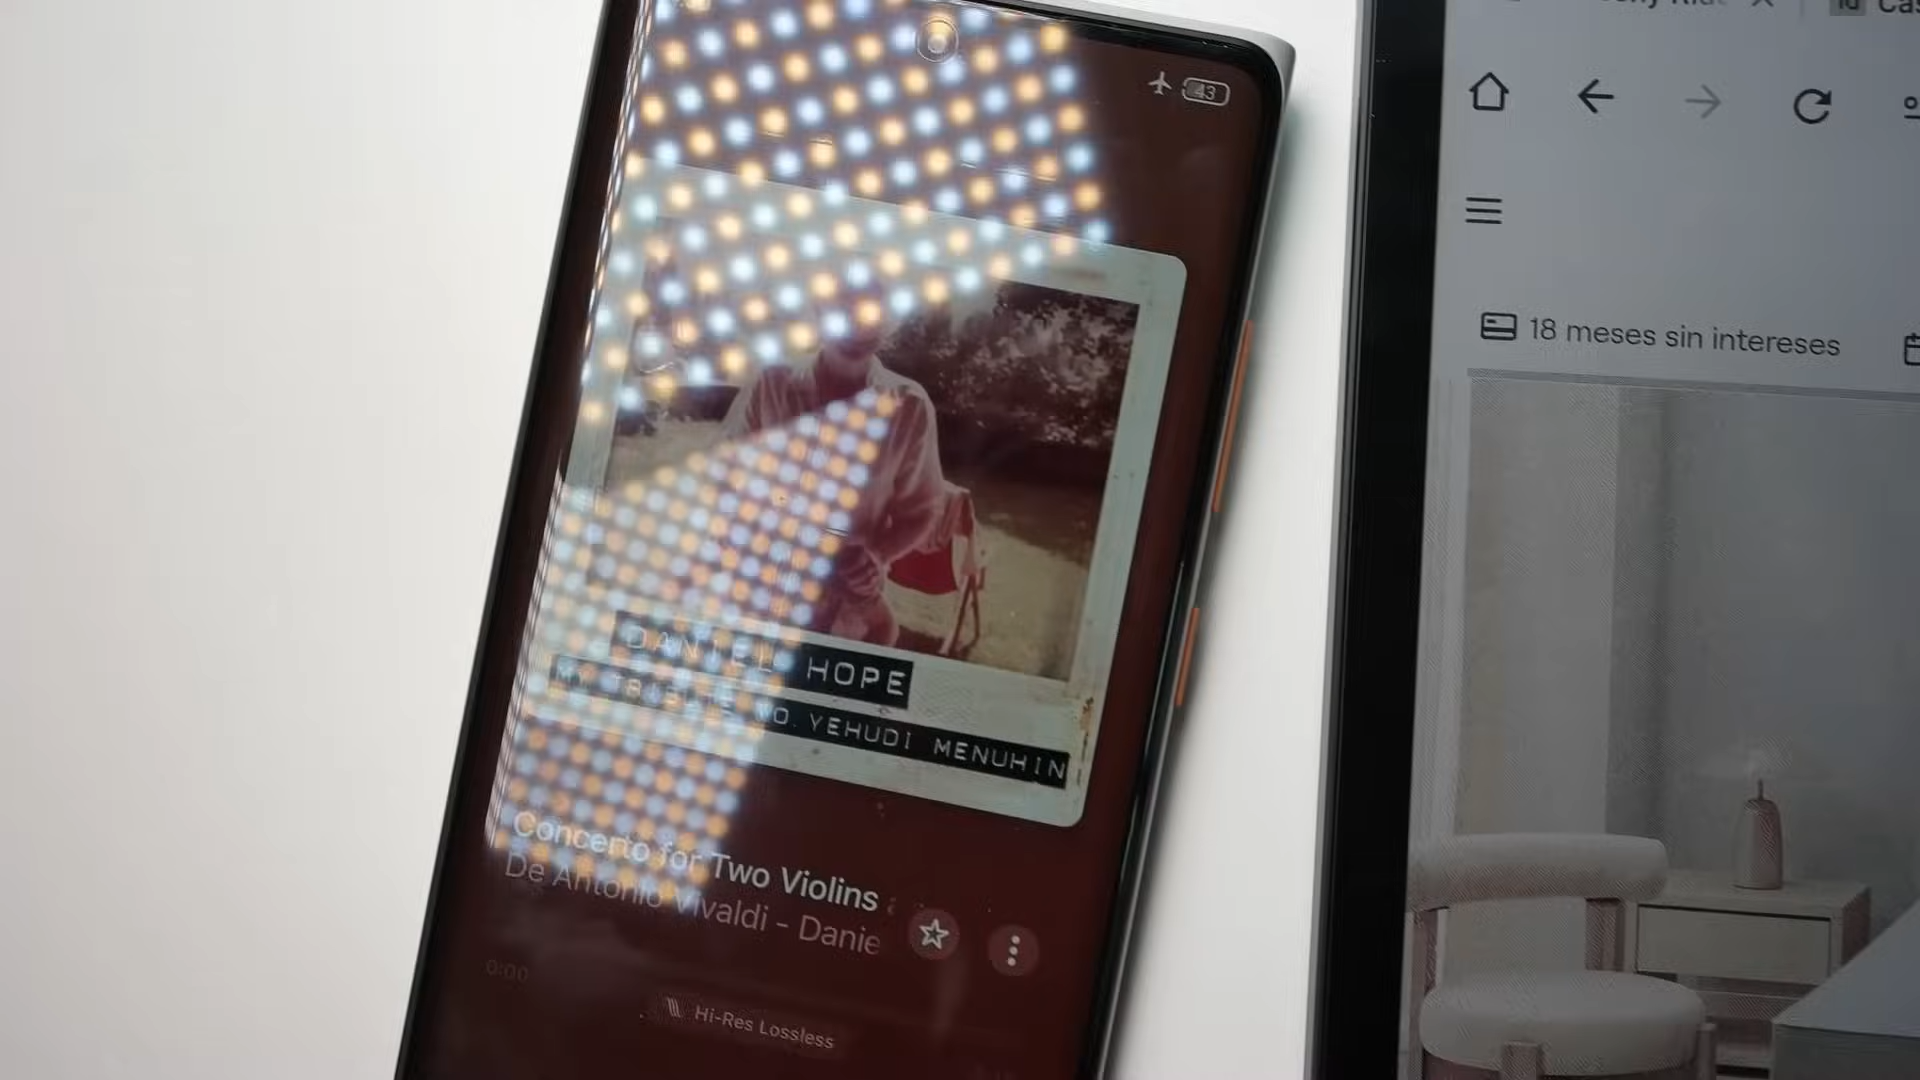 43
DANIEL HOPE
MY TRIBUTE TO YEHUDI MENUHIN
Concerto for Two Violins
De Antonio Vivaldi - Danie
0:00
Hi-Res Lossless
18 meses sin intereses